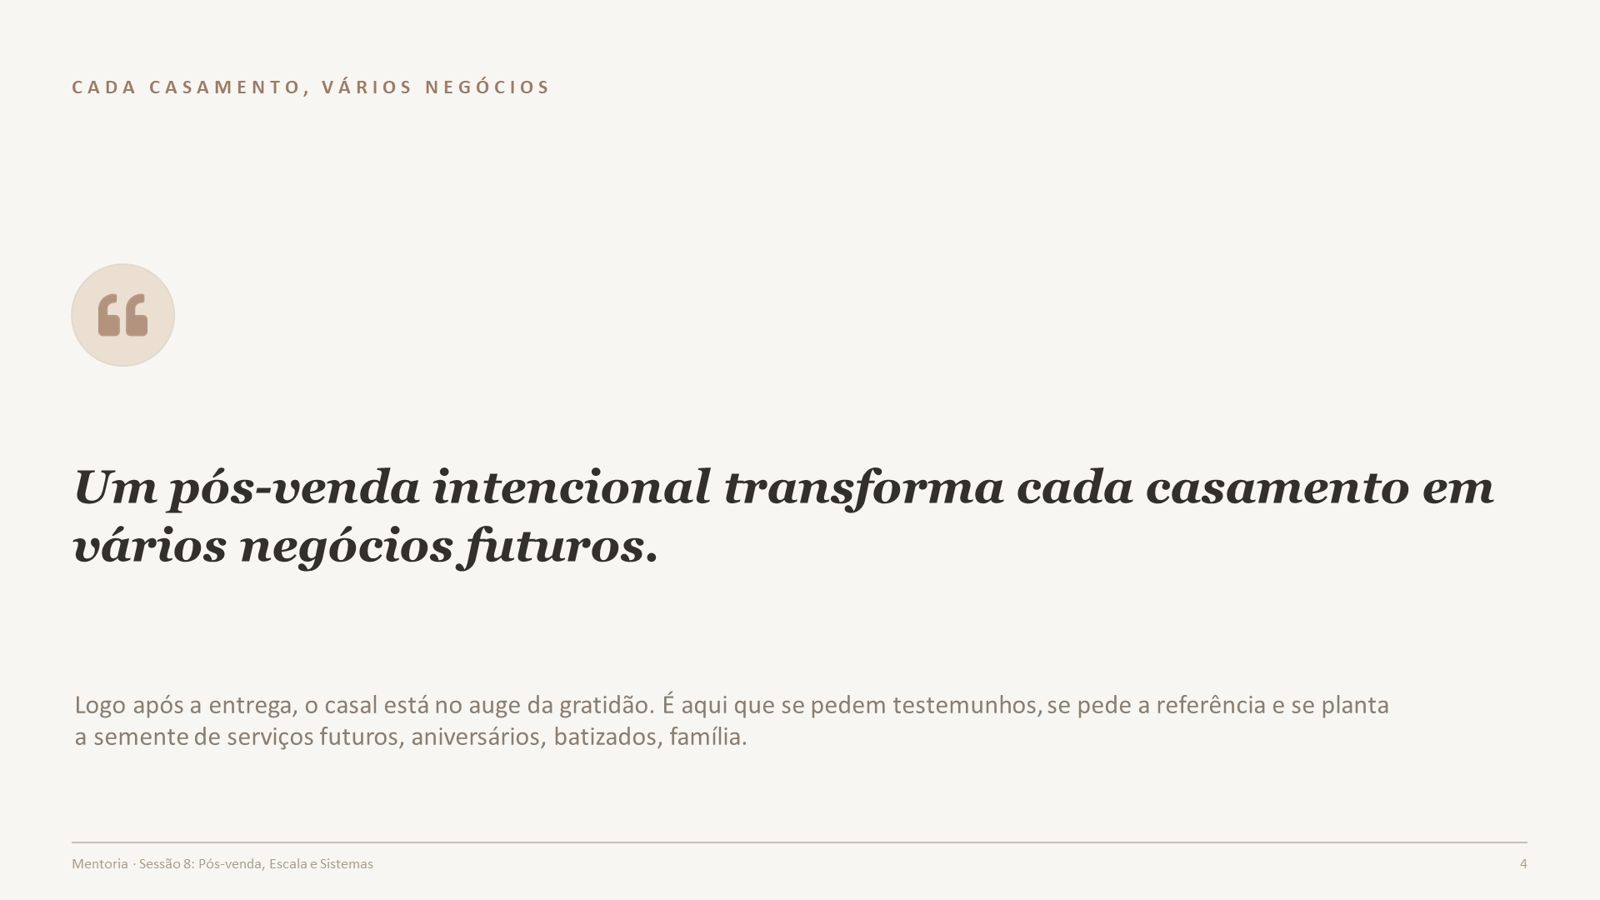 CADA CASAMENTO, VÁRIOS NEGÓCIOS
Um pós-venda intencional transforma cada casamento em
vários negócios futuros.
Logo após a entrega, o casal está no auge da gratidão. É aqui que se pedem testemunhos, se pede a referência e se planta
a semente de serviços futuros, aniversários, batizados, família.
Mentoria · Sessão 8: Pós-venda, Escala e Sistemas
4